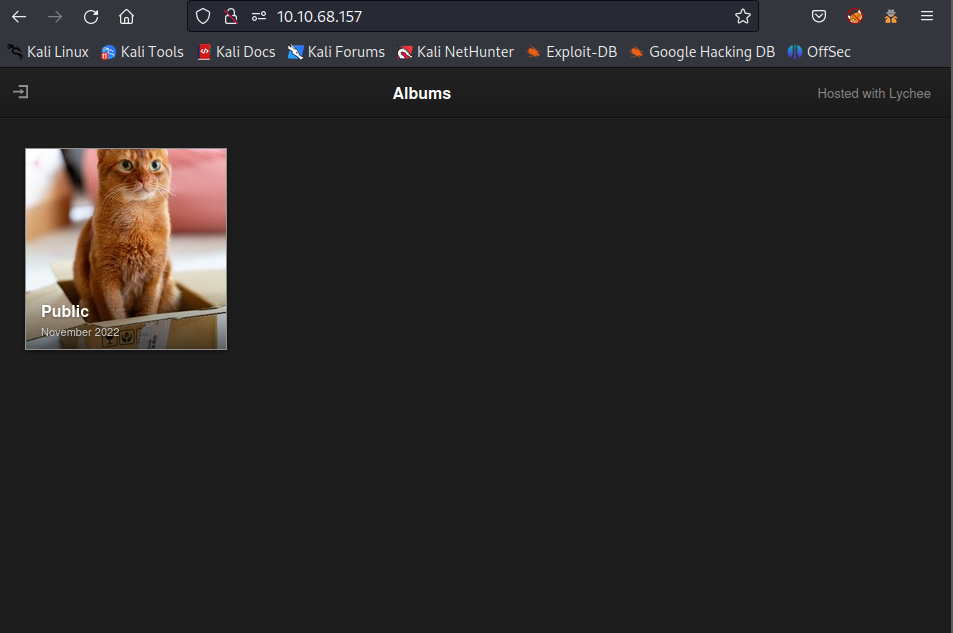 10.10.68.157
Kali Linux Kali Tools Kali Docs Kali Forums Kali NetHunter Exploit-DB Google Hacking DB OffSec
Albums Hosted with Lychee
Public
November 2022